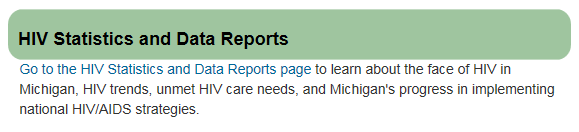 HIV Statistics and Data Reports
Go to the HIV Statistics and Data Reports page to learn about the face of HIV in
Michigan, HIV trends, unmet HIV care needs, and Michigan's progress in implementing
national HIV/AIDS strategies.